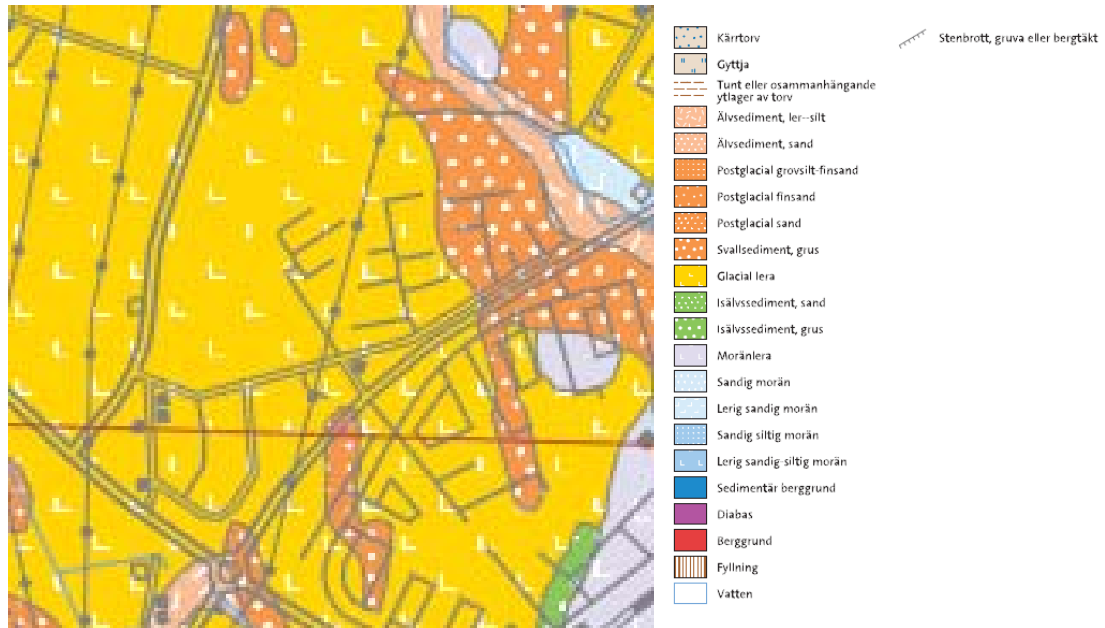 Kärrtorv
Gyttja
Tunt eller osammanhängande
ytlager av torv
Älvsediment, ler--silt
Älvsediment, sand
Postglacial grovsilt-finsand
Postglacial finsand
Postglacial sand
Svallsediment, grus
Glacial lera
Isälvssediment, sand
Isälvssediment, grus
Moränlera
Sandig morän
Lerig sandig morän
Sandig siltig morän
Lerig sandig-siltig morän
Sedimentär berggrund
Diabas
Berggrund
Fyllning
Vatten
Stenbrott, gruva eller bergtäkt